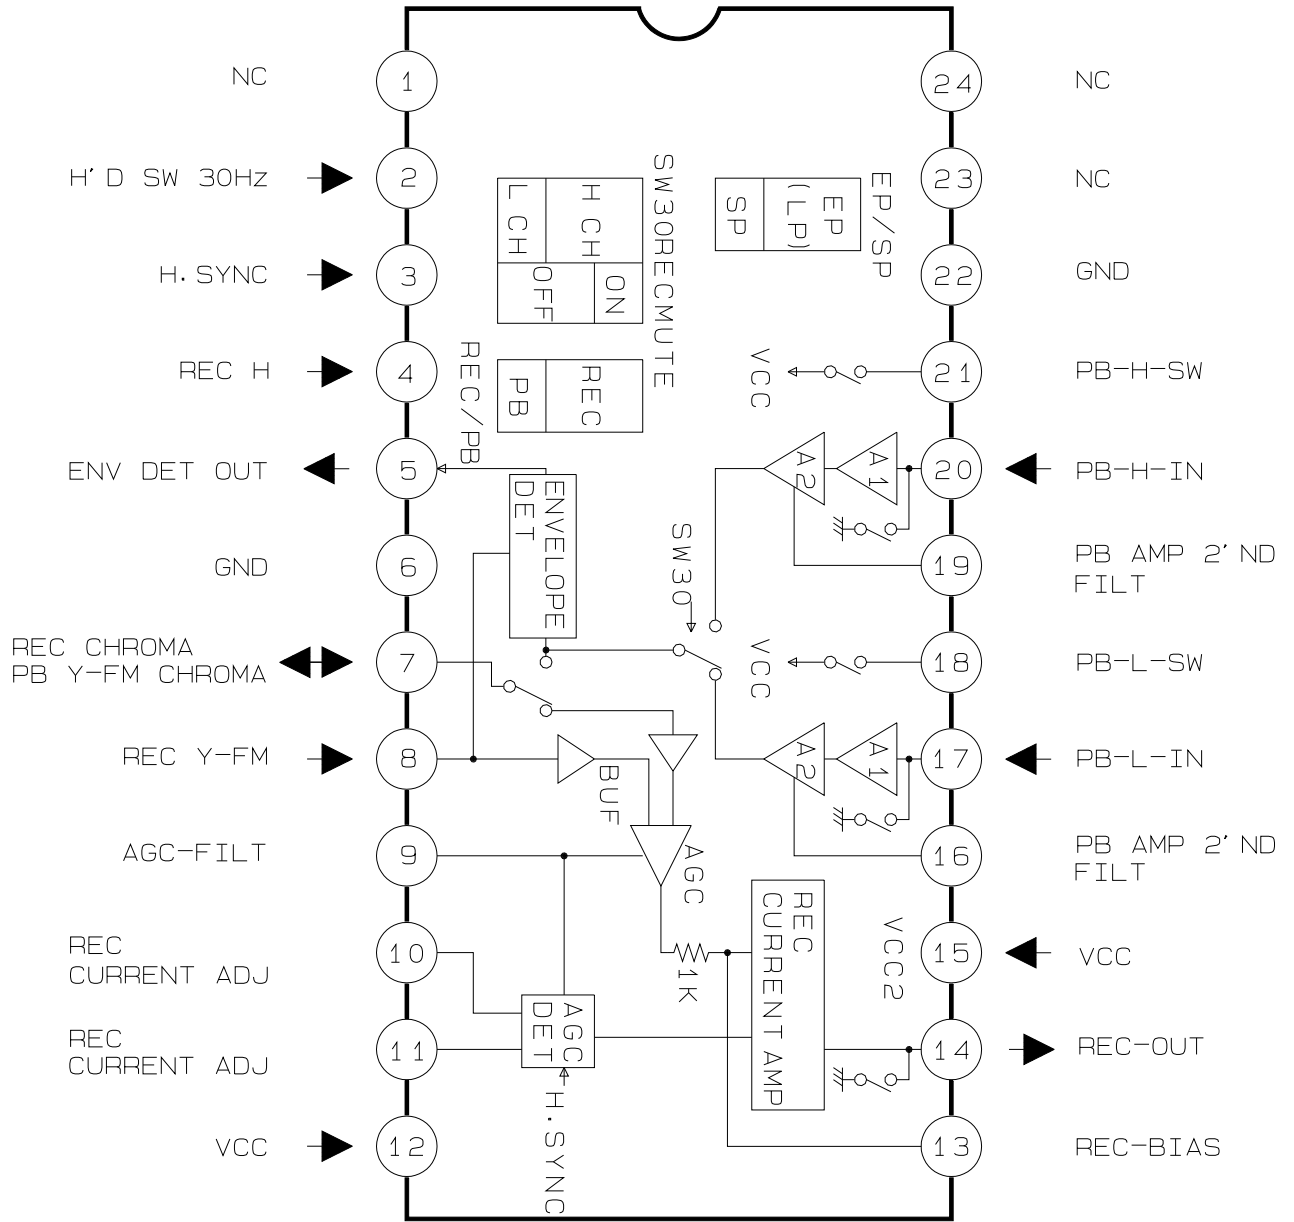 NC
1
H'D SW 30Hz
2
H.SYNC
3
REC H
4
ENV DET OUT
5
GND
6
REC CHROMA
PB Y-FM CHROMA
7
REC Y-FM
8
AGC-FILT
9
REC
CURRENT ADJ
10
REC
CURRENT ADJ
11
VCC
12
SW30RECMUTE
H CH
L CH
ON
OFF
REC
PB
REC/PB
ENVELOPE
DET
BUF
AGC
1K
AGC
DET
H.SYNC
EP/SP
EP
(LP)
SP
VCC
A2
A1
SW30
VCC
A2
A1
REC
CURRENT AMP
VCC2
24
NC
23
NC
22
GND
21
PB-H-SW
20
PB-H-IN
19
PB AMP 2'ND
FILT
18
PB-L-SW
17
PB-L-IN
16
PB AMP 2'ND
FILT
15
VCC
14
REC-OUT
13
REC-BIAS